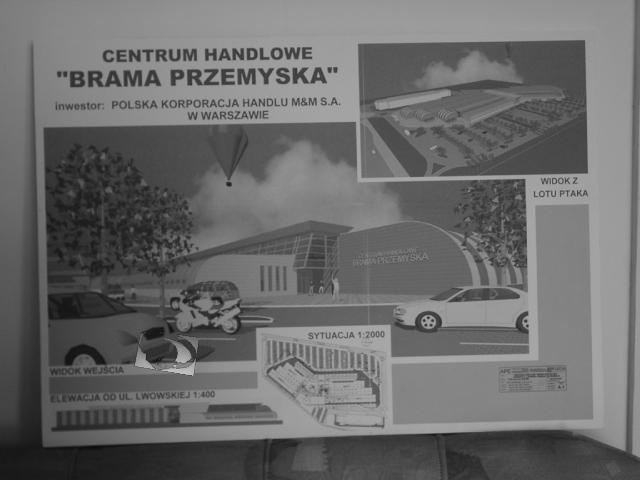 CENTRUM HANDLOWE
"BRAMA PRZEMYSKA"
inwestor: POLSKA KORPORACJA HANDLU M&M S.A.
W WARSZAWIE
WIDOK Z
LOTU PTAKA
CENTRUM HANDLOWE
BRAMA PRZEMYSKA
SYTUACJA 1:2000
WIDOK WEJŚCIA
ELEWACJA OD UL. LWOWSKIEJ 1:400